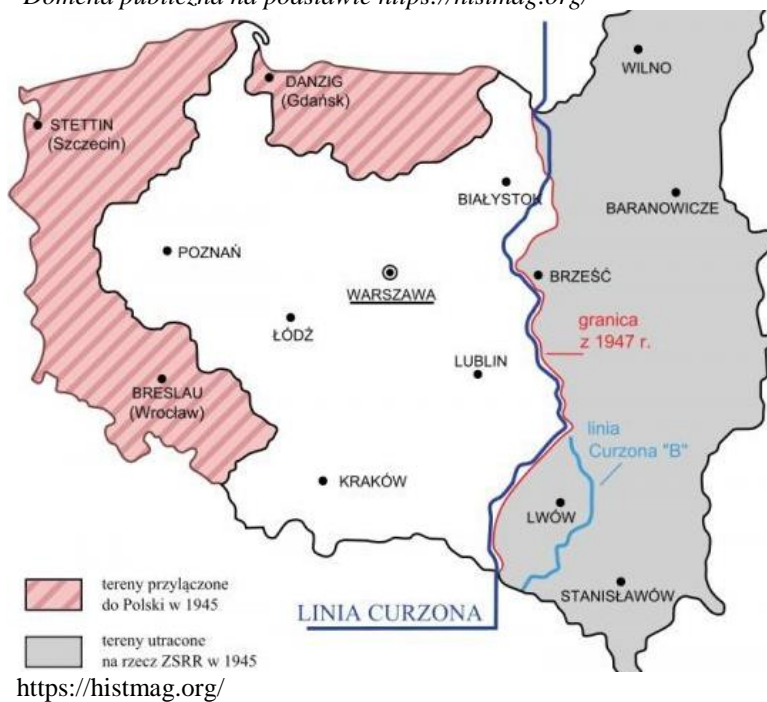 Domena publiczna na podstawie https://histmag.org/
WILNO
DANZIG
(Gdańsk)
STETTIN
(Szczecin)
BIAŁYSTOK
BARANOWICZE
POZNAŃ
BRZEŚĆ
WARSZAWA
ŁÓDŹ
granica
z 1947 r.
LUBLIN
BRESLAU
(Wrocław)
linia
Curzona "B"
KRAKÓW
LWÓW
tereny przyłączone
do Polski w 1945
STANISŁAWÓW
LINIA CURZONA
tereny utracone
na rzecz ZSRR w 1945
https://histmag.org/